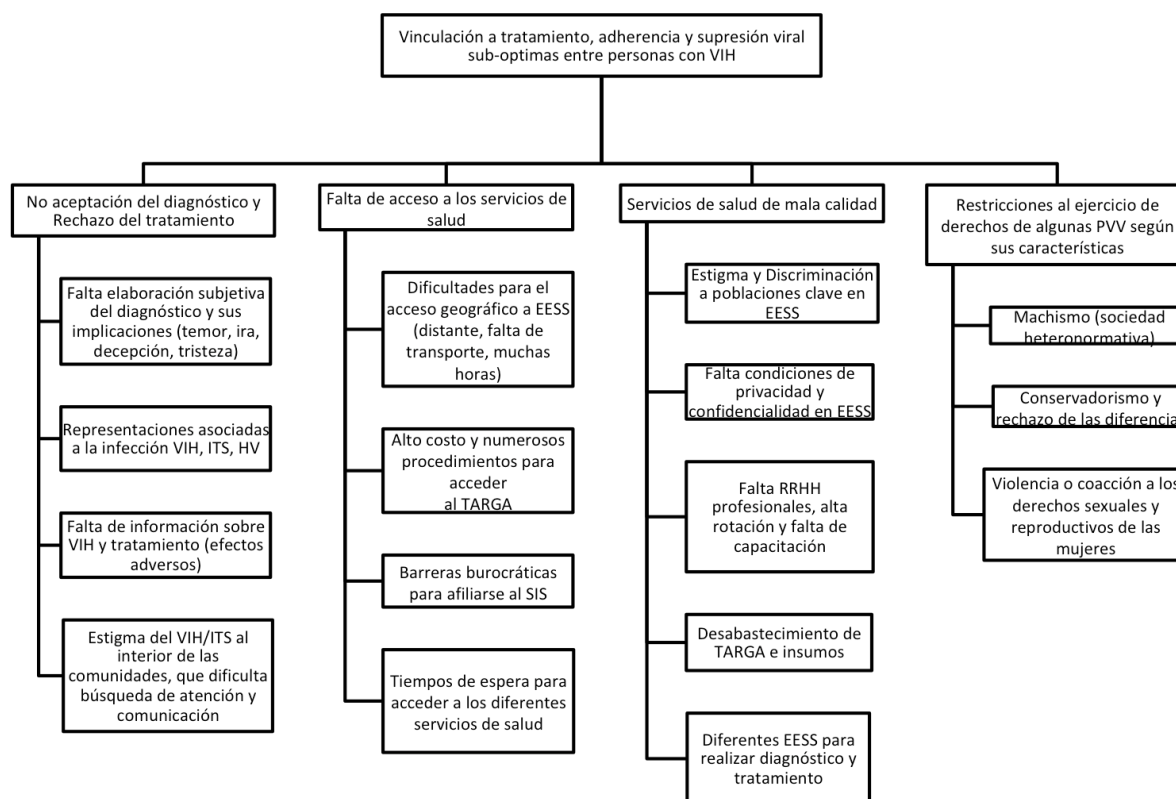 Vinculación a tratamiento, adherencia y supresión viral
sub-optimas entre personas con VIH
No aceptación del diagnóstico y
Rechazo del tratamiento
Falta elaboración subjetiva
del diagnóstico y sus
implicaciones (temor, ira,
decepción, tristeza)
Representaciones asociadas
a la infección VIH, ITS, HV
Falta de información sobre
VIH y tratamiento (efectos
adversos)
Estigma del VIH/ITS al
interior de las
comunidades, que dificulta
búsqueda de atención y
comunicación
Falta de acceso a los servicios de
salud
Dificultades para el
acceso geográfico a EESS
(distante, falta de
transporte, muchas
horas)
Alto costo y numerosos
procedimientos para
acceder
al TARGA
Barreras burocráticas
para afiliarse al SIS
Tiempos de espera para
acceder a los diferentes
servicios de salud
Servicios de salud de mala calidad
Estigma y Discriminación
a poblaciones clave en
EESS
Falta condiciones de
privacidad y
confidencialidad en EESS
Falta RRHH
profesionales, alta
rotación y falta de
capacitación
Desabastecimiento de
TARGA e insumos
Diferentes EESS para
realizar diagnóstico y
tratamiento
Restricciones al ejercicio de
derechos de algunas PVV según
sus características
Machismo (sociedad
heteronormativa)
Conservadorismo y
rechazo de las diferencia
Violencia o coacción a los
derechos sexuales y
reproductivos de las
mujeres